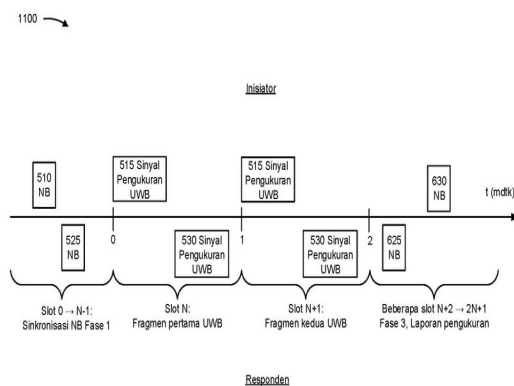 1100
Inisiator
510
NB
515 Sinyal
Pengukuran
UWB
515 Sinyal
Pengukuran
UWB
630
NB
t (mdtk)
525
NB
0
530 Sinyal
Pengukuran
UWB
1
530 Sinyal
Pengukuran
UWB
2
625
NB
Slot 0 → N-1:
Sinkronisasi NB Fase 1
Slot N:
Fragmen pertama UWB
Slot N+1:
Fragmen kedua UWB
Beberapa slot N+2 → 2N+1
Fase 3, Laporan pengukuran
Responden